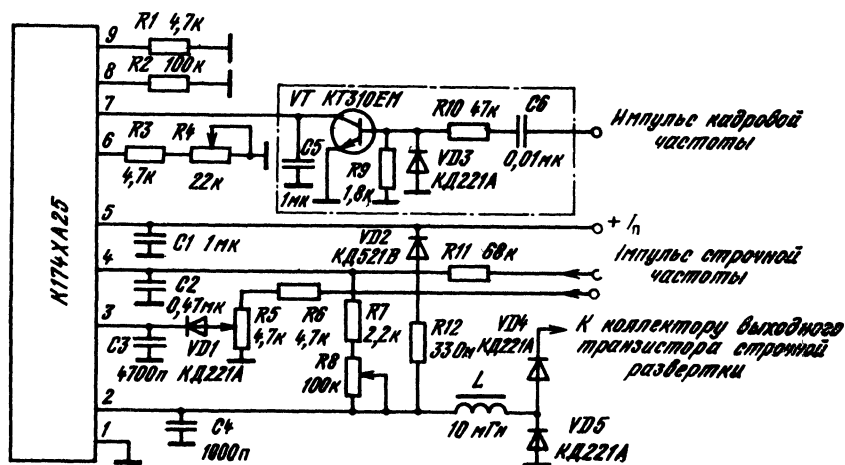 К174ХА25
9
R1 4,7к
8
R2 100к
7
VT КТ310ЕМ
R10 47к
C6
0,01мк
Импульс кадровой
частоты
6
R3
4,7к
R4
22к
C5
1мк
R9
1,8к
VD3
КД221А
5
C1 1мк
+ Iп
VD2
КД521В
4
R11 68к
Iмпульс строчной
частоты
C2
0,47мк
3
C3
4700п
VD1
КД221А
R5
4,7к
R6
4,7к
R7
2,2к
R8
100к
R12
330м
VD4
КД221А
К коллектору выходного
транзистора строчной
развертки
2
C4
1000п
L
10 мГн
VD5
КД221А
1